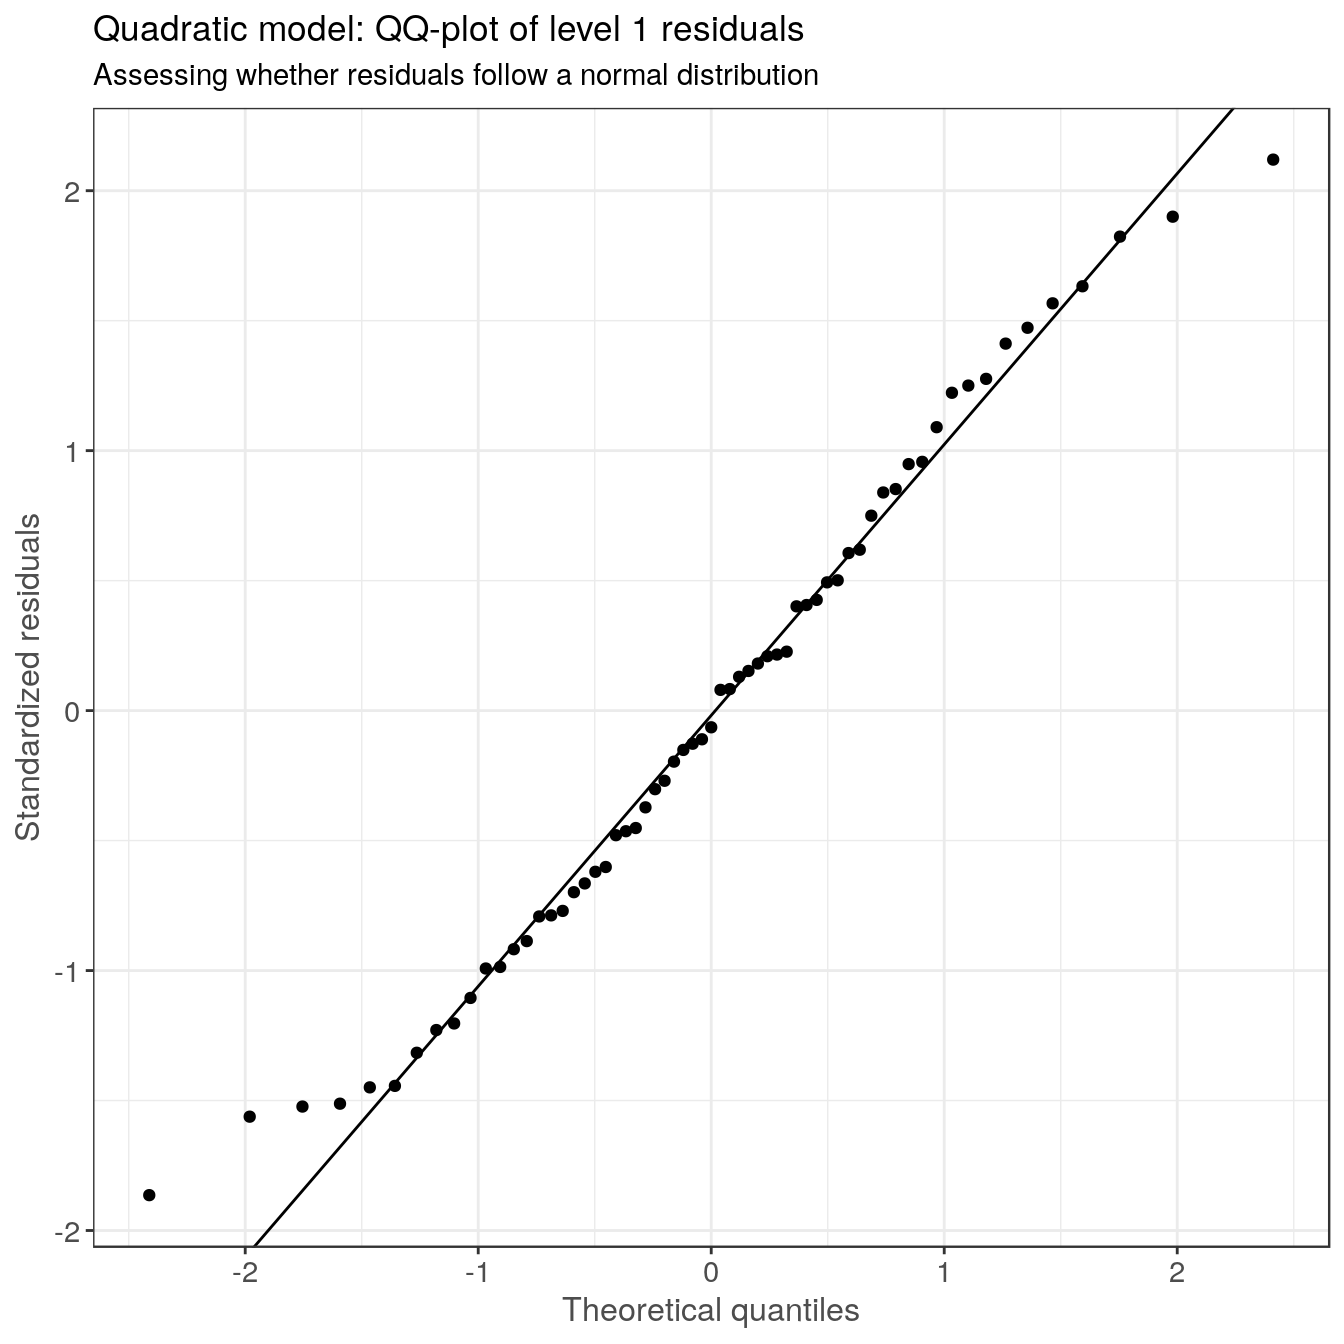 Quadratic model: QQ-plot of level 1 residuals
Assessing whether residuals follow a normal distribution
Standardized residuals
2
1
0
-1
-2
-2 -1 0 1 2
Theoretical quantiles